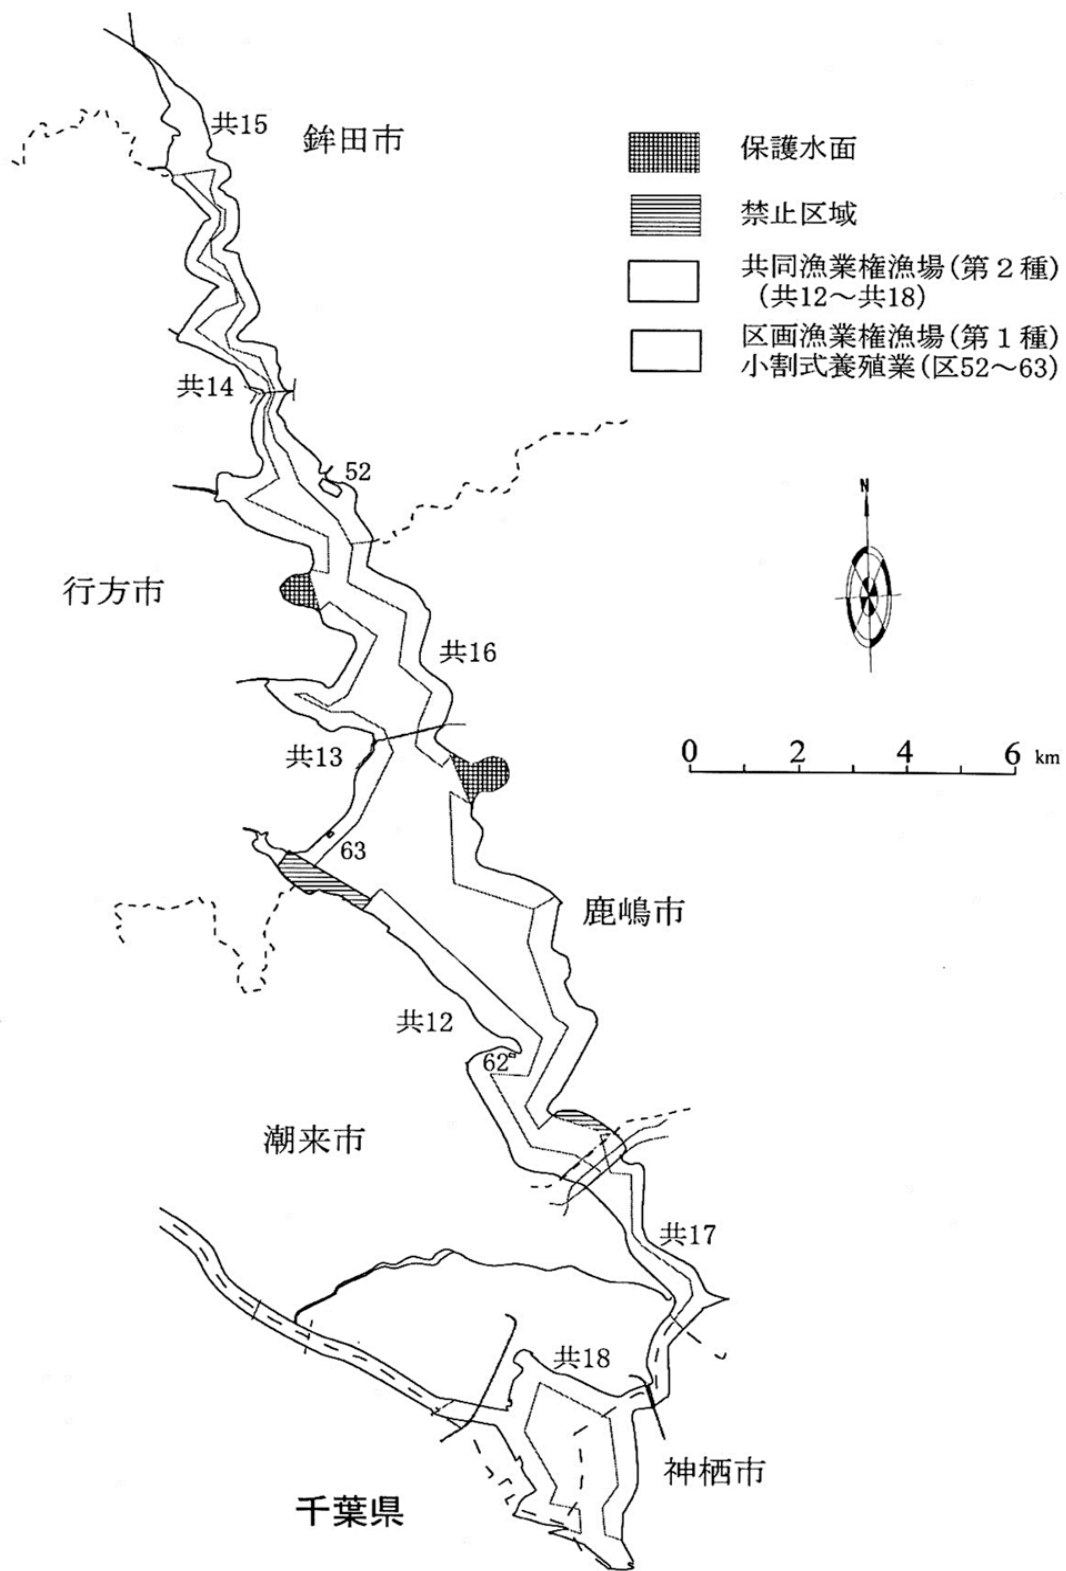 共15
鉾田市
保護水面
禁止区域
共同漁業権漁場(第2種)
(共12～共18)
区画漁業権漁場(第1種)
小割式養殖業(区52～63)
共14
52
N
行方市
共16
共13
0 2 4 6 km
63
鹿嶋市
共12
62
潮来市
共17
共18
神栖市
千葉県